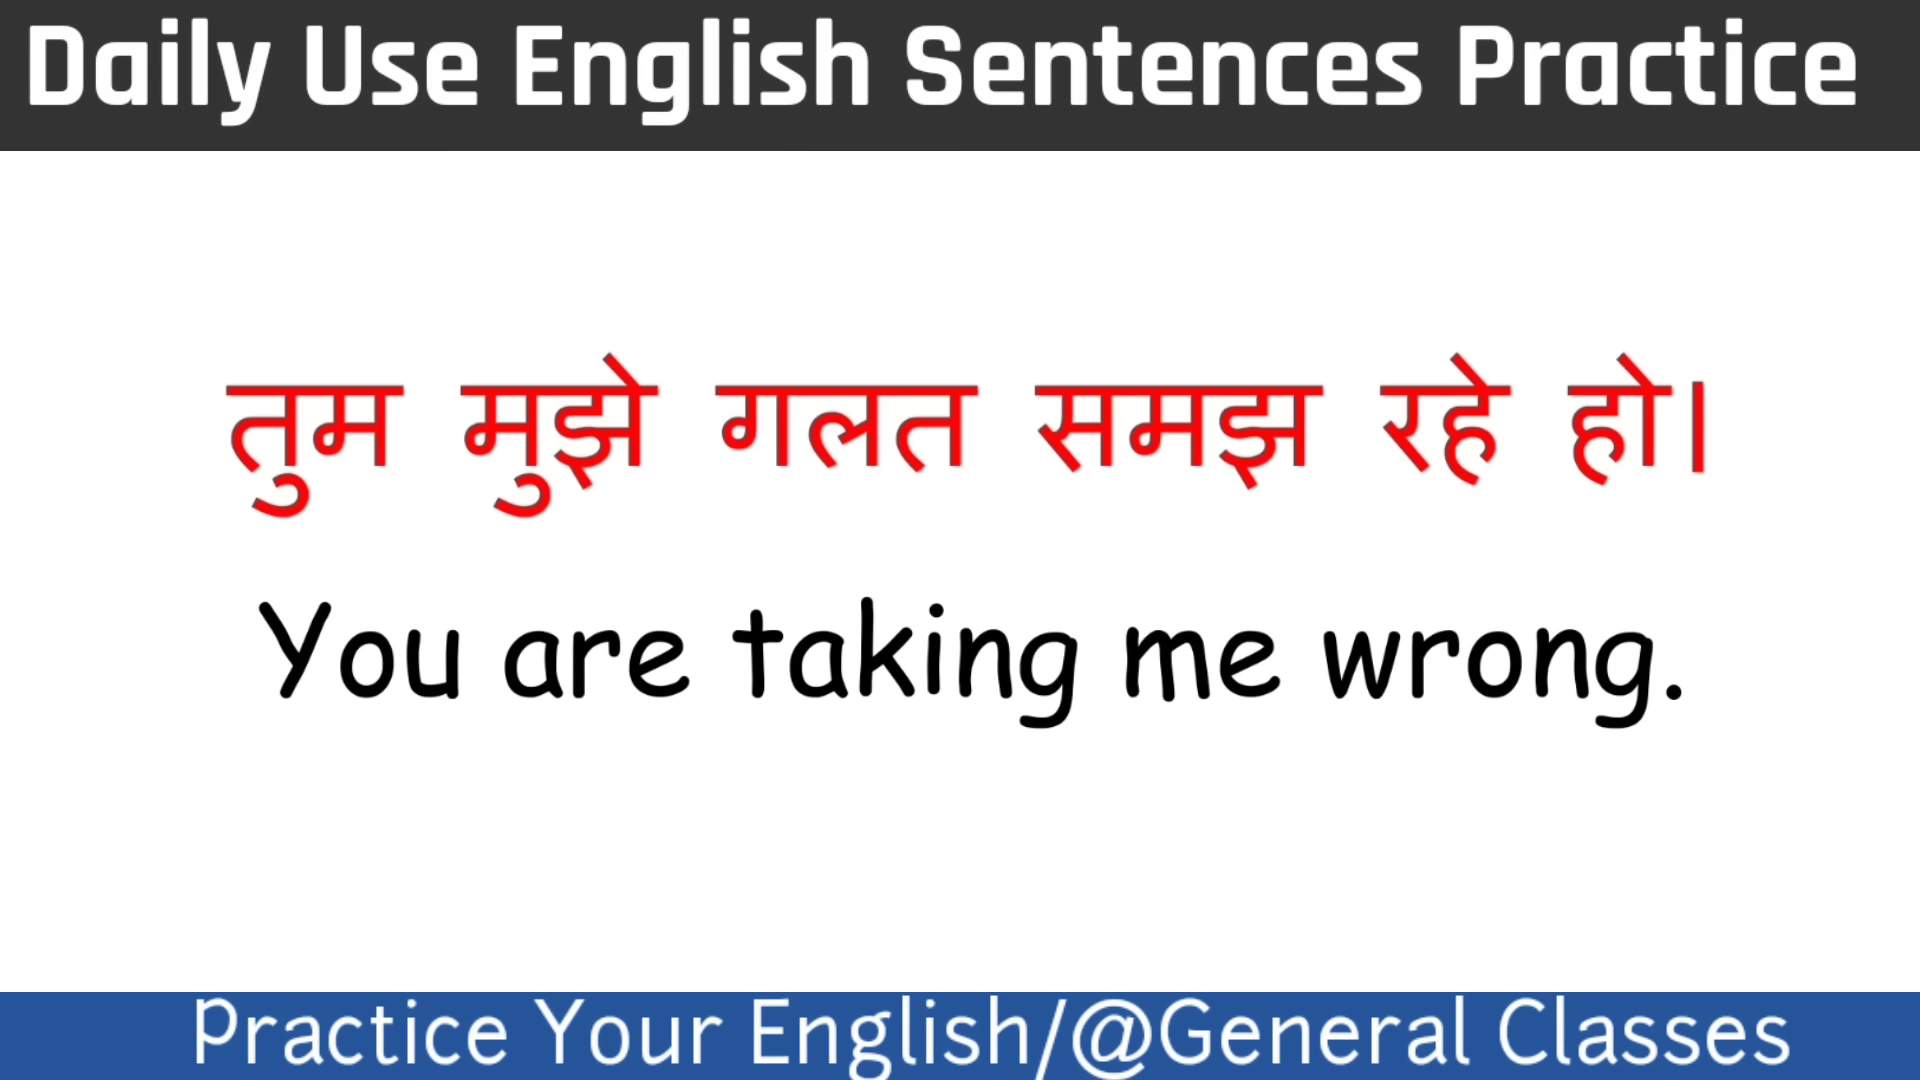 Daily Use English Sentences Practice
तुम मुझे गलत समझ रहे हो।
You are taking me wrong.
Practice Your English/@General Classes